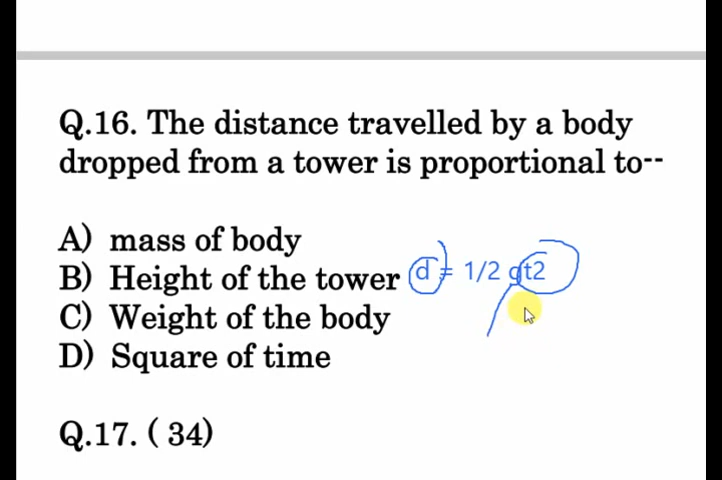 Q.16. The distance travelled by a body
dropped from a tower is proportional to--
A) mass of body
B) Height of the tower d = 1/2 gt2
C) Weight of the body
D) Square of time
Q.17. ( 34)